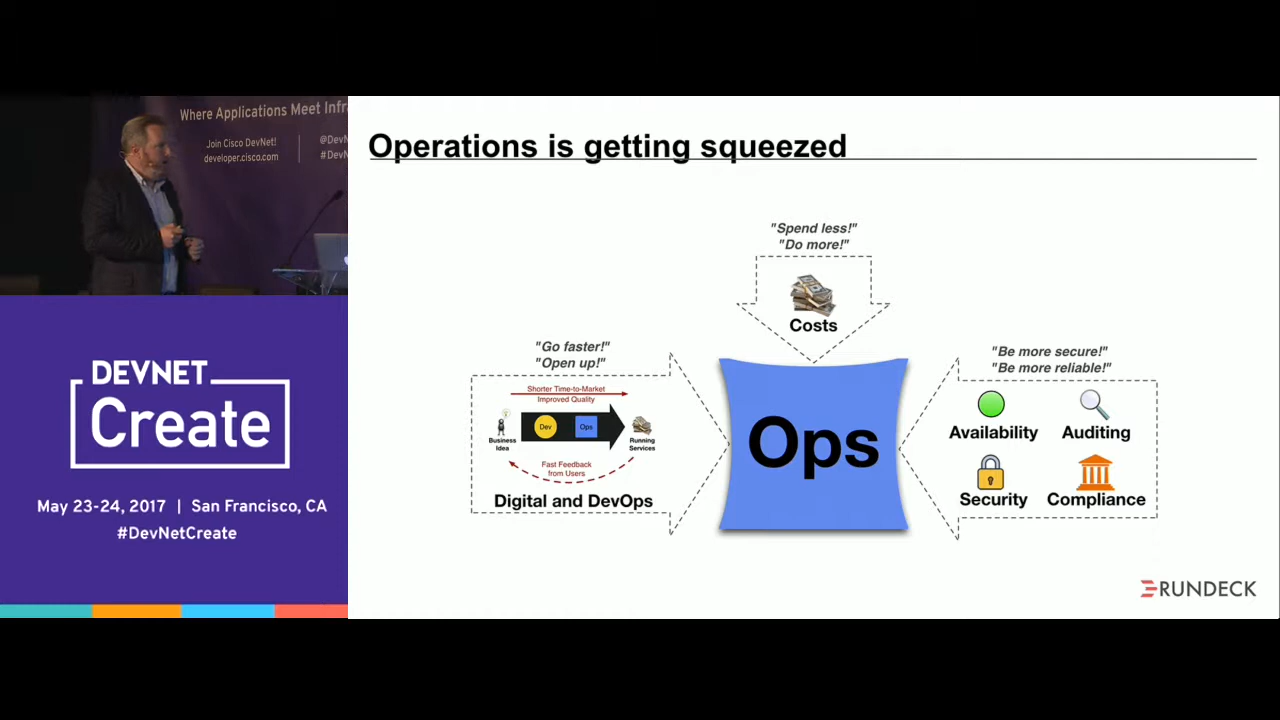 Where Applications Meet Infra
Join Cisco DevNet!
developer.cisco.com
@DevN
#DevN
DEVNET
Create
May 23-24, 2017 | San Francisco, CA
#DevNetCreate
Operations is getting squeezed
"Spend less!"
"Do more!"
Costs
"Go faster!"
"Open up!"
Shorter Time-to-Market
Improved Quality
Business
Idea
Dev
Ops
Running
Services
Fast Feedback
from Users
Digital and DevOps
Ops
"Be more secure!"
"Be more reliable!"
Availability
Auditing
Security
Compliance
RUNDECK